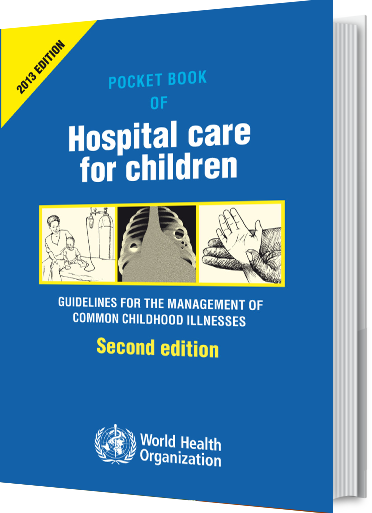 2013 EDITION
POCKET BOOK
OF
Hospital care
for children
GUIDELINES FOR THE MANAGEMENT OF
COMMON CHILDHOOD ILLNESSES
Second edition
World Health
Organization